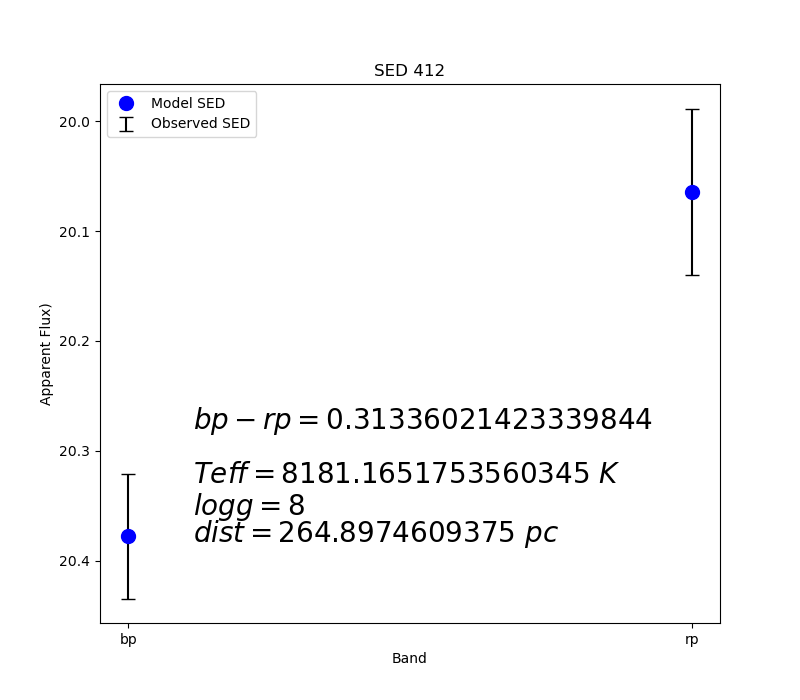 SED 412
Model SED
Observed SED
20.0
20.1
20.2
20.3
20.4
Apparent Flux)
bp − rp = 0.31336021423339844
Teff = 8181.1651753560345 K
logg = 8
dist = 264.8974609375 pc
bp
rp
Band